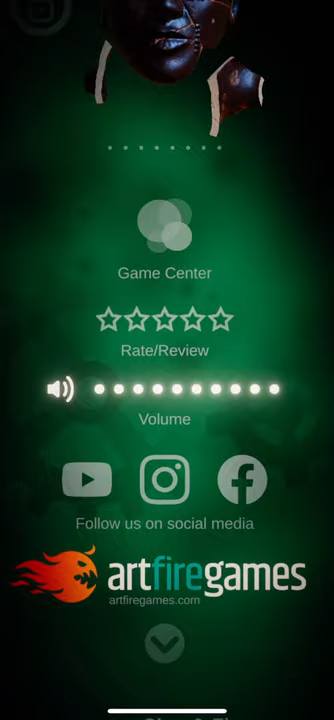 Game Center
Rate/Review
Volume
Follow us on social media
artfiregames
artfiregames.com